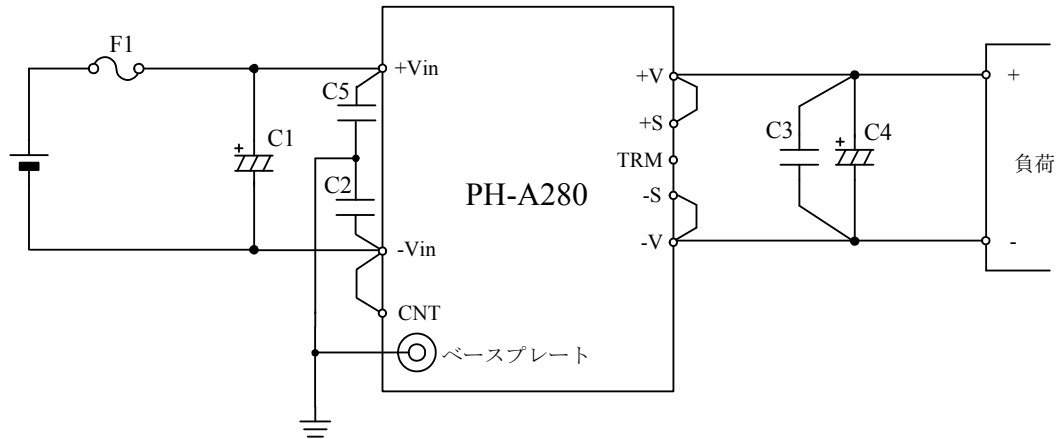 F1
+Vin
C5
C1
C2
-Vin
CNT
ベースプレート
PH-A280
+V
+S
TRM
-S
-V
C3
+
C4
+
負荷
-
+